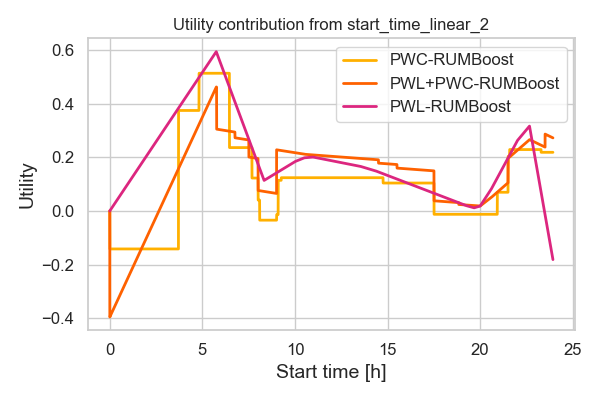 Utility contribution from start_time_linear_2
PWC-RUMBoost
PWL+PWC-RUMBoost
PWL-RUMBoost
Utility
0.6
0.4
0.2
0.0
−0.2
−0.4
0 5 10 15 20 25
Start time [h]